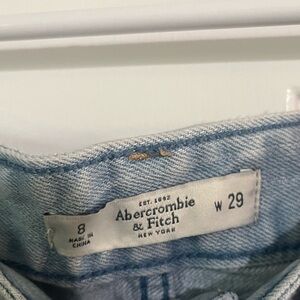 EST. 1892
Abercrombie
& Fitch
NEW YORK
8
MADE IN
CHINA
W 29